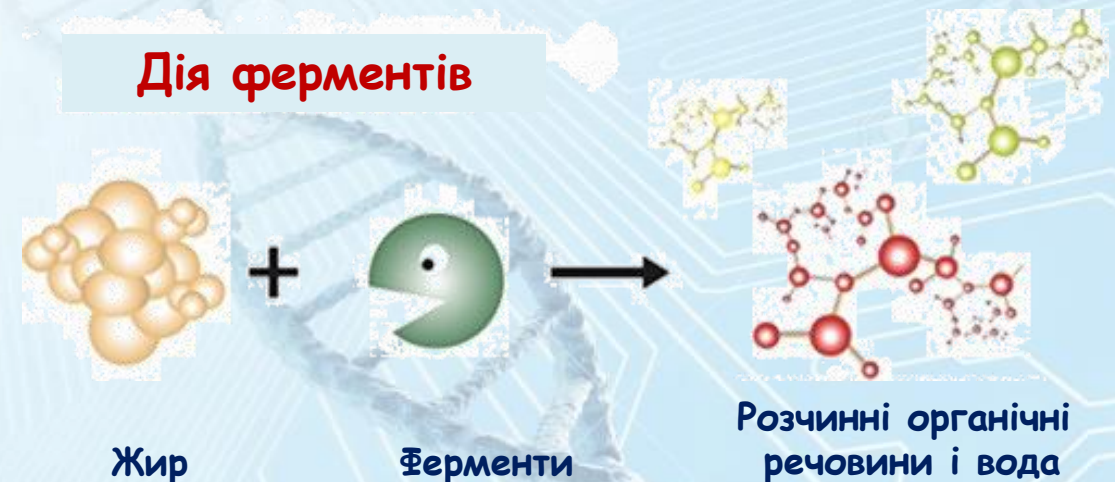 Дія ферментів
Жир
Ферменти
Розчинні органічні
речовини і вода